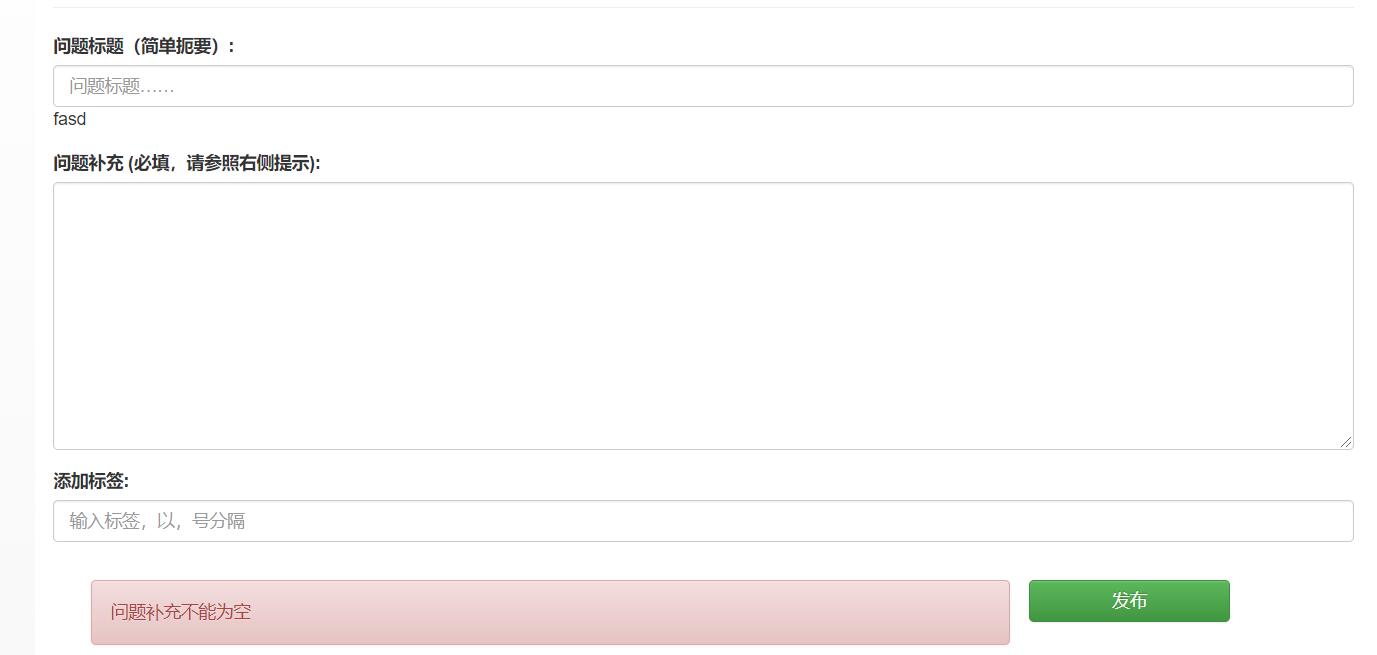 问题标题（简单扼要）:
问题标题……
fasd
问题补充 (必填，请参照右侧提示):
添加标签:
输入标签，以，号分隔
问题补充不能为空
发布